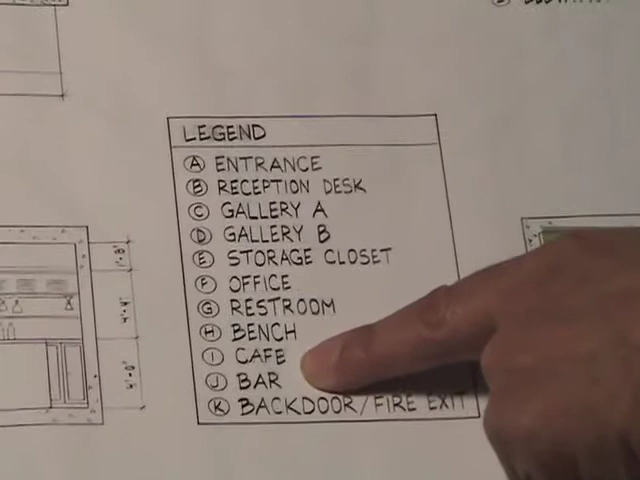 LEGEND
A ENTRANCE
B RECEPTION DESK
C GALLERY A
D GALLERY B
E STORAGE CLOSET
F OFFICE
G RESTROOM
H BENCH
I CAFE
J BAR
K BACKDOOR/FIRE EXIT